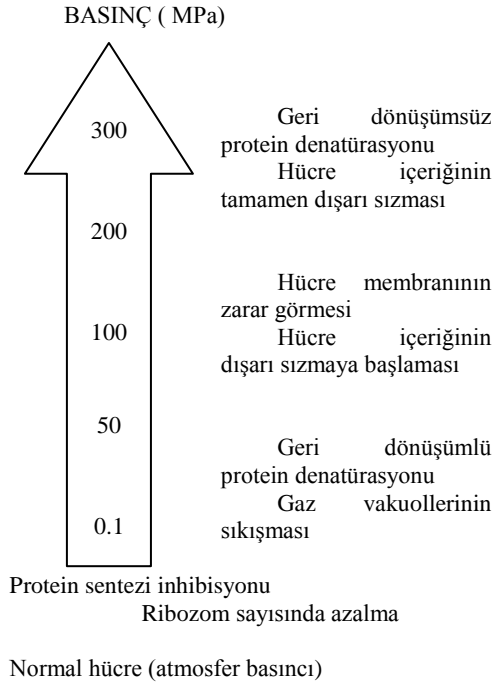 BASINÇ ( MPa)
300
Geri dönüşümsüz
protein denatürasyonu
Hücre içeriğinin
tamamen dışarı sızması
200
Hücre membranının
zarar görmesi
100
Hücre içeriğinin
dışarı sızmaya başlaması
50
Geri dönüşümlü
protein denatürasyonu
Gaz vakuollerinin
sıkışması
0.1
Protein sentezi inhibisyonu
Ribozom sayısında azalma
Normal hücre (atmosfer basıncı)